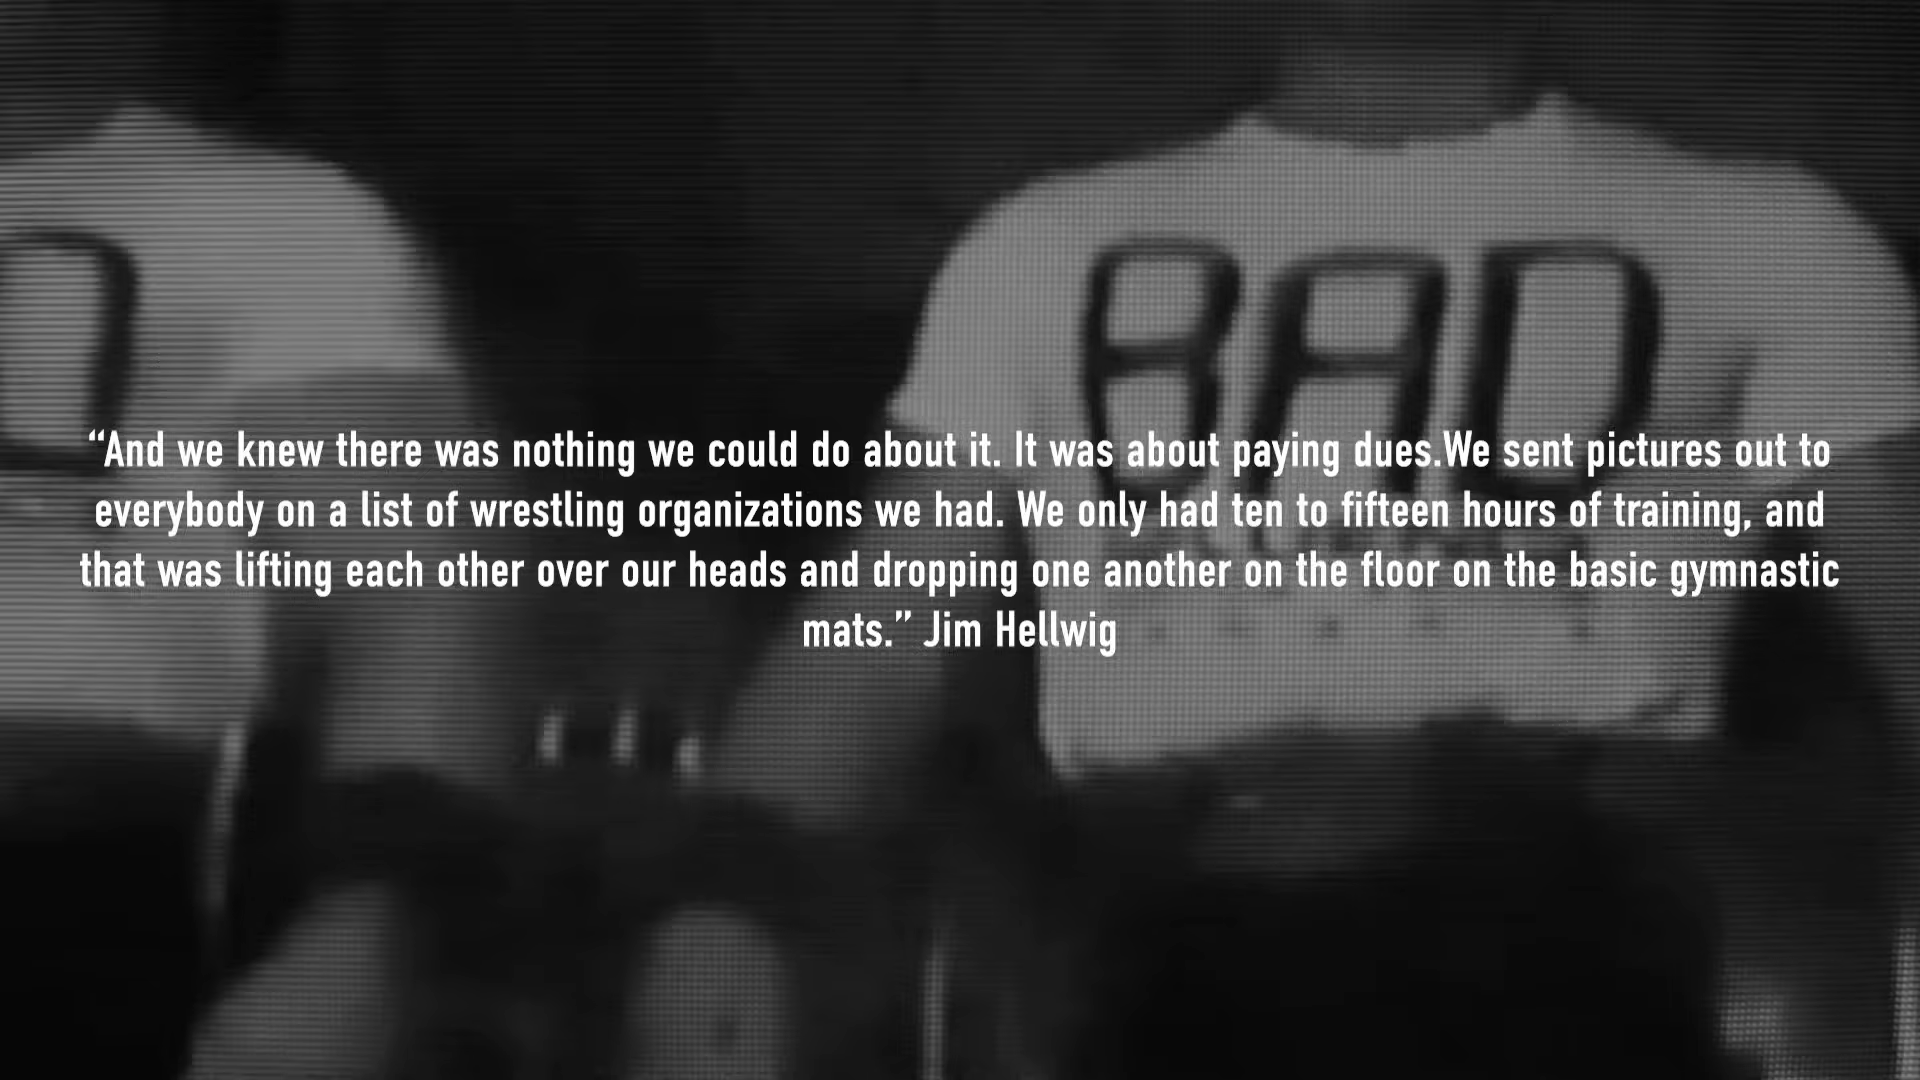 BAD
“And we knew there was nothing we could do about it. It was about paying dues.We sent pictures out to
everybody on a list of wrestling organizations we had. We only had ten to fifteen hours of training, and
that was lifting each other over our heads and dropping one another on the floor on the basic gymnastic
mats.” Jim Hellwig